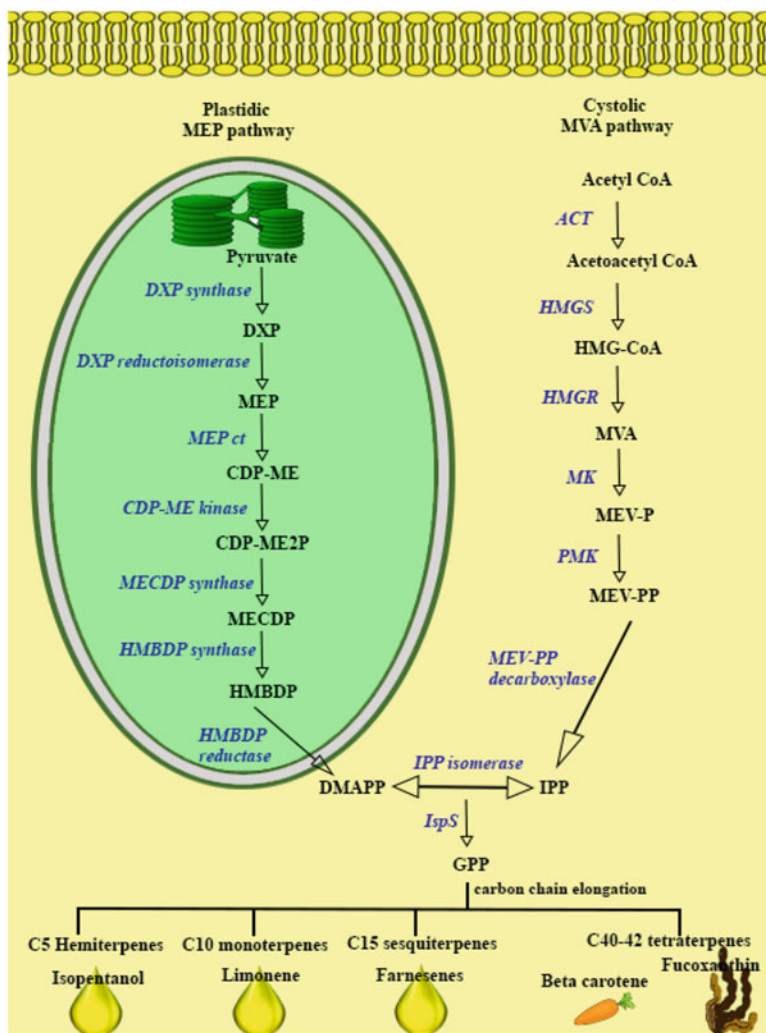 Plastidic
MEP pathway
Cystolic
MVA pathway
Pyruvate
DXP synthase
DXP
DXP reductoisomerase
MEP
MEP ct
CDP-ME
CDP-ME kinase
CDP-ME2P
MECDP synthase
MECDP
HMBDP synthase
HMBDP
HMBDP
reductase
Acetyl CoA
ACT
Acetoacetyl CoA
HMGS
HMG-CoA
HMGR
MVA
MK
MEV-P
PMK
MEV-PP
MEV-PP
decarboxylase
DMAPP
IPP isomerase
IPP
IspS
GPP
carbon chain elongation
C5 Hemiterpenes
Isopentanol
C10 monoterpenes
Limonene
C15 sesquiterpenes
Farnesenes
C40-42 tetraterpenes
Fucoxanthin
Beta carotene